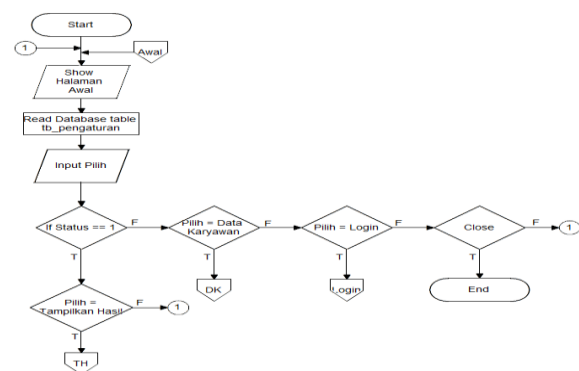 Start
1
Awal
Show
Halaman
Awal
Read Database table
tb_pengaturan
Input Pilih
If Status == 1
F
Pilih = Data
Karyawan
F
Pilih = Login
F
Close
F
1
T
T
T
T
Pilih =
Tampilkan Hasil
F
1
DK
Login
End
T
TH